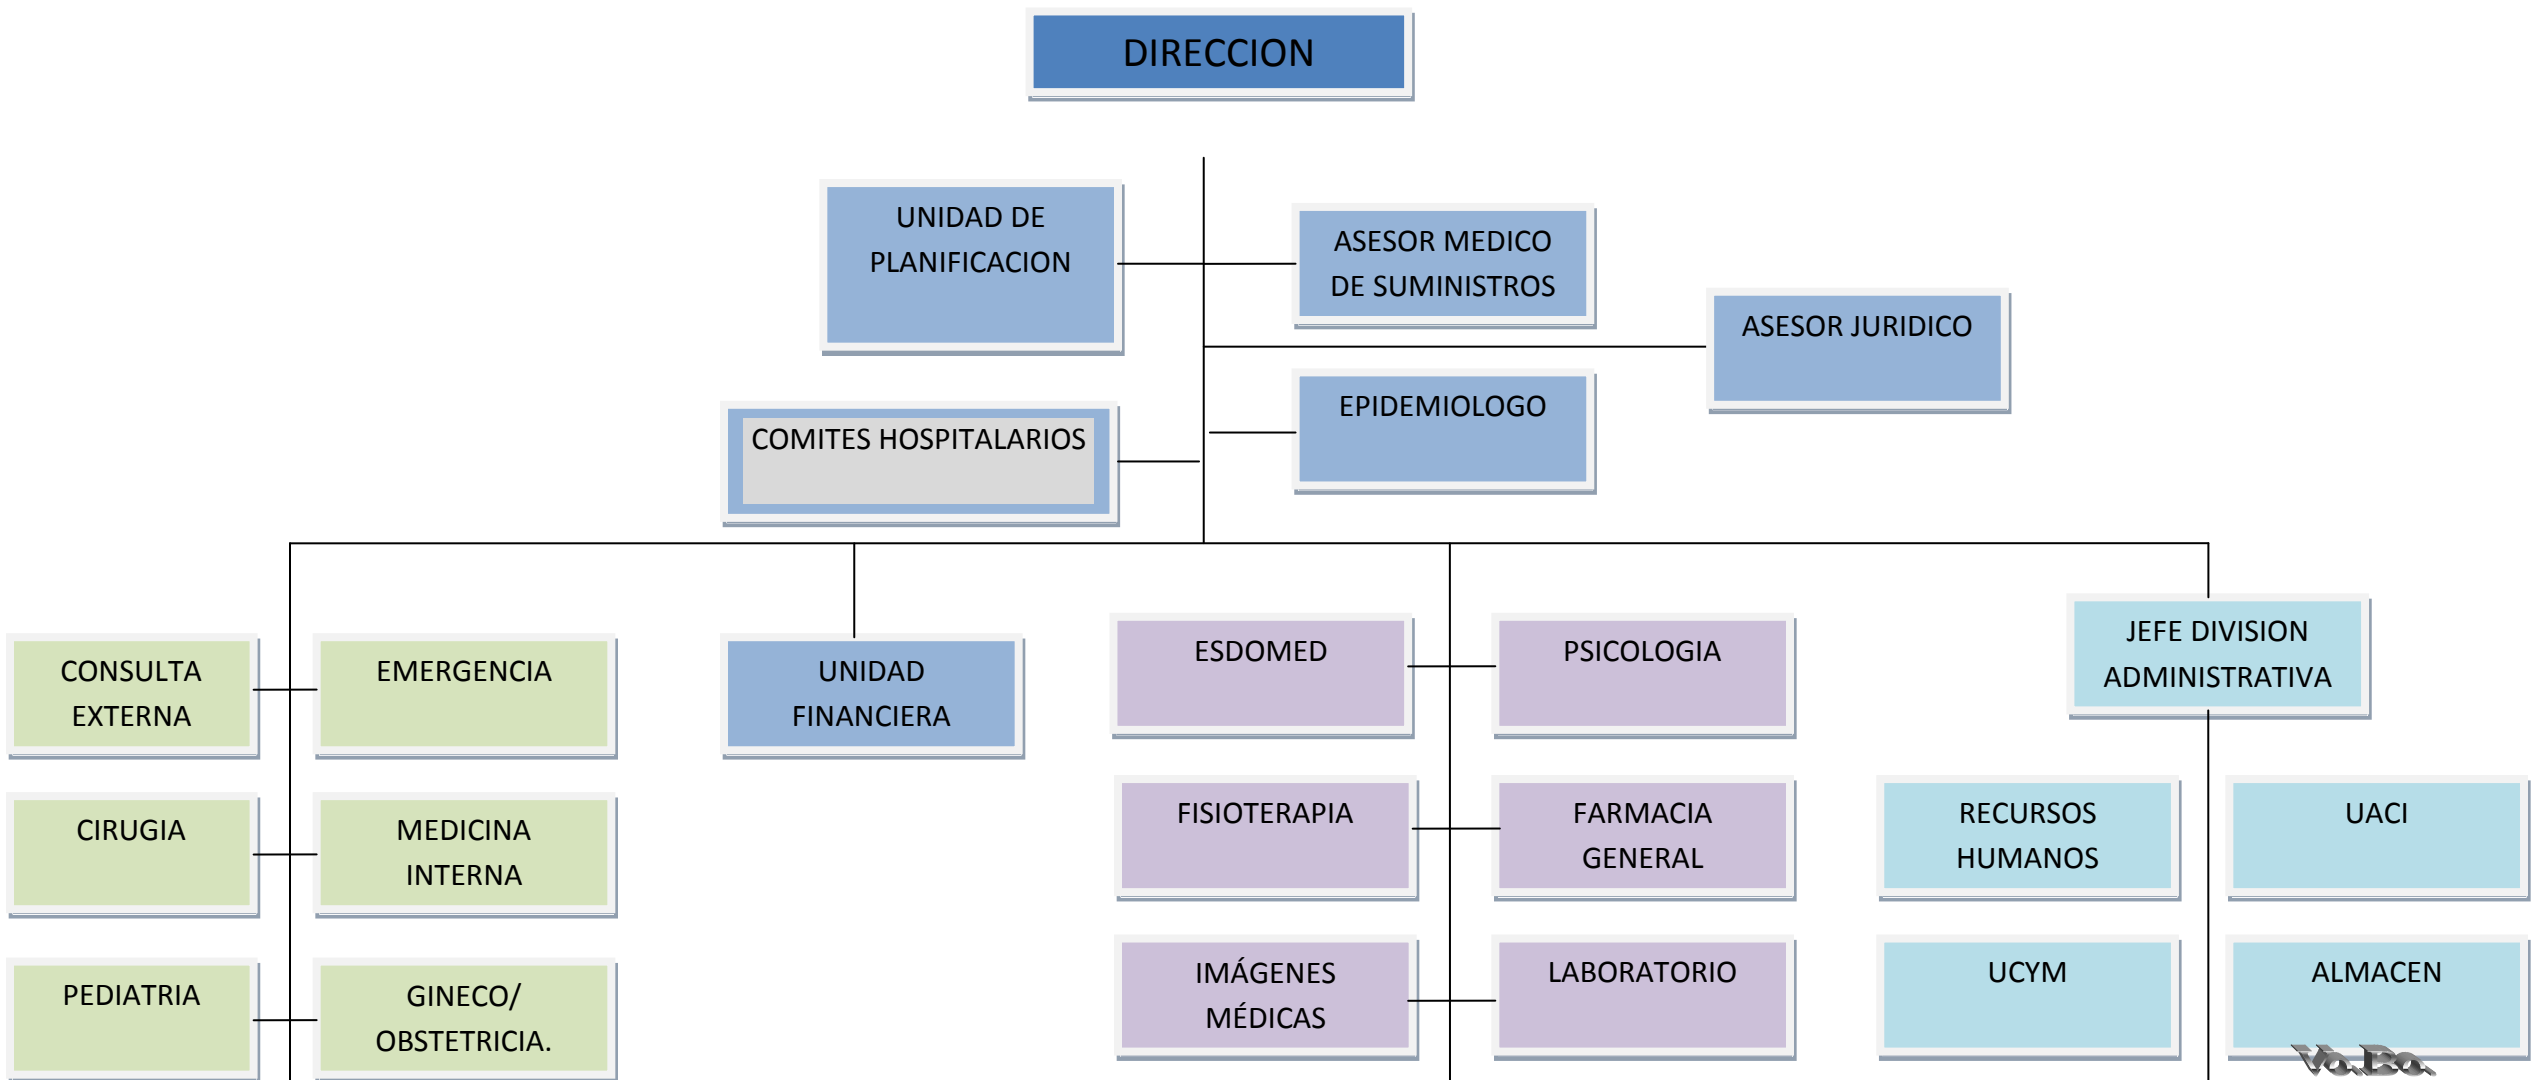 DIRECCION
UNIDAD DE
PLANIFICACION
ASESOR MEDICO
DE SUMINISTROS
ASESOR JURIDICO
EPIDEMIOLOGO
COMITES HOSPITALARIOS
CONSULTA
EXTERNA
EMERGENCIA
UNIDAD
FINANCIERA
ESDOMED
PSICOLOGIA
JEFE DIVISION
ADMINISTRATIVA
CIRUGIA
MEDICINA
INTERNA
FISIOTERAPIA
FARMACIA
GENERAL
RECURSOS
HUMANOS
UACI
PEDIATRIA
GINECO/
OBSTETRICIA.
IMÁGENES
MÉDICAS
LABORATORIO
UCYM
ALMACEN
Vo.Bo.